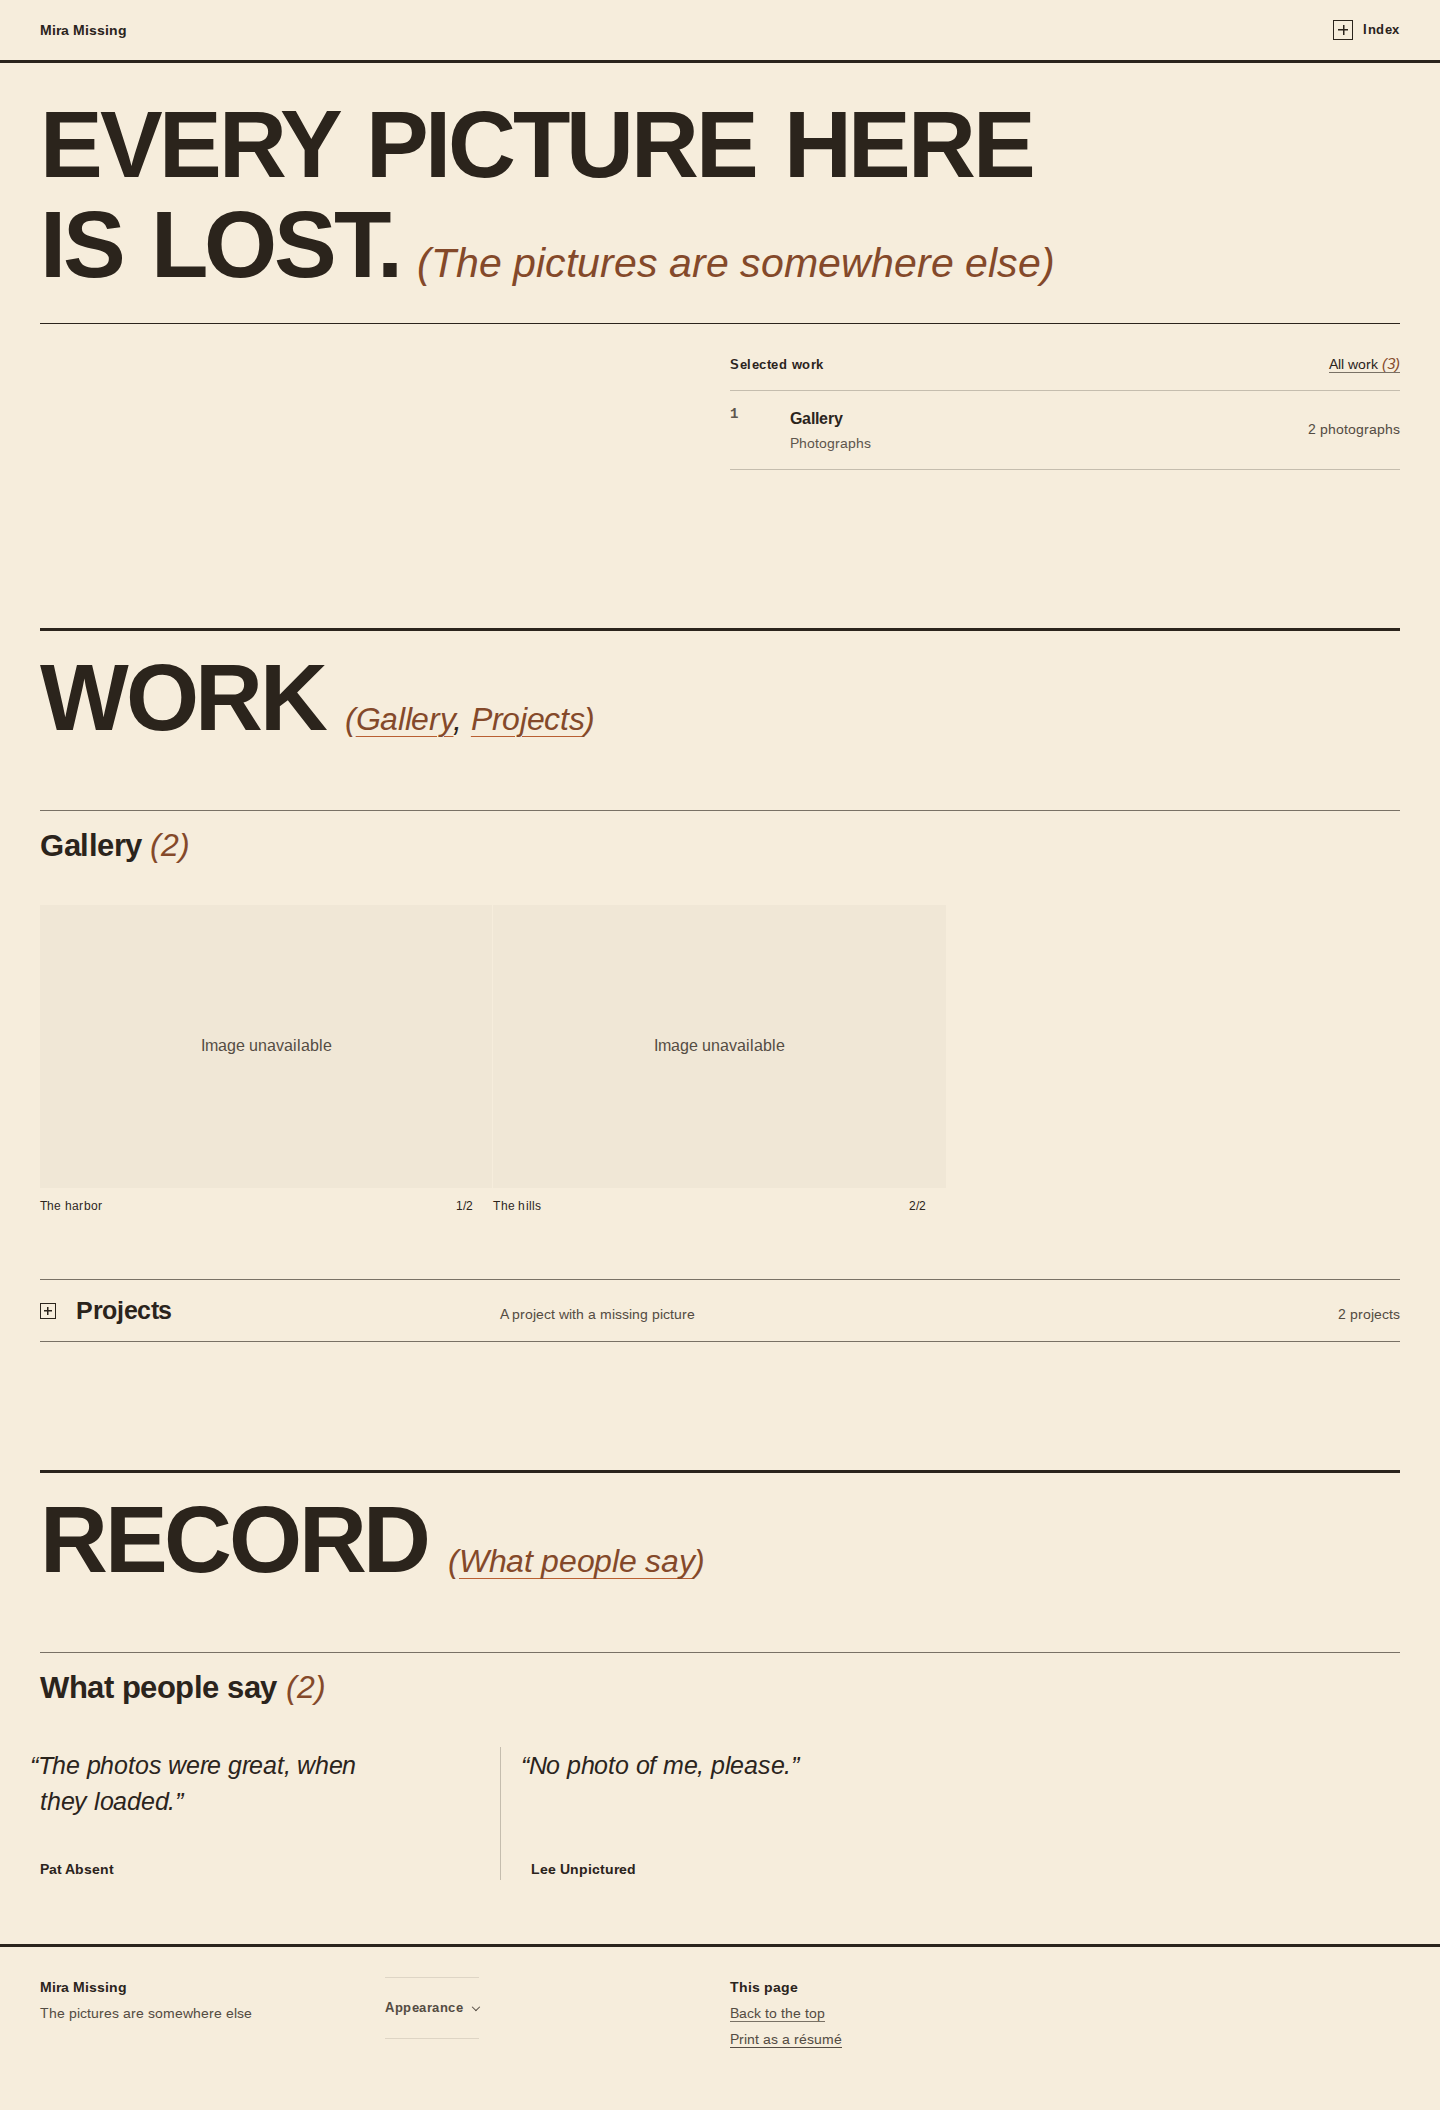 Mira Missing
Index
EVERY PICTURE HERE
IS LOST. (The pictures are somewhere else)
Selected work
All work (3)
1
Gallery
Photographs
2 photographs
WORK (Gallery, Projects)
Gallery (2)
Image unavailable
Image unavailable
The harbor
1/2
The hills
2/2
Projects
A project with a missing picture
2 projects
RECORD (What people say)
What people say (2)
“The photos were great, when
they loaded.”
Pat Absent
“No photo of me, please.”
Lee Unpictured
Mira Missing
The pictures are somewhere else
Appearance
This page
Back to the top
Print as a résumé